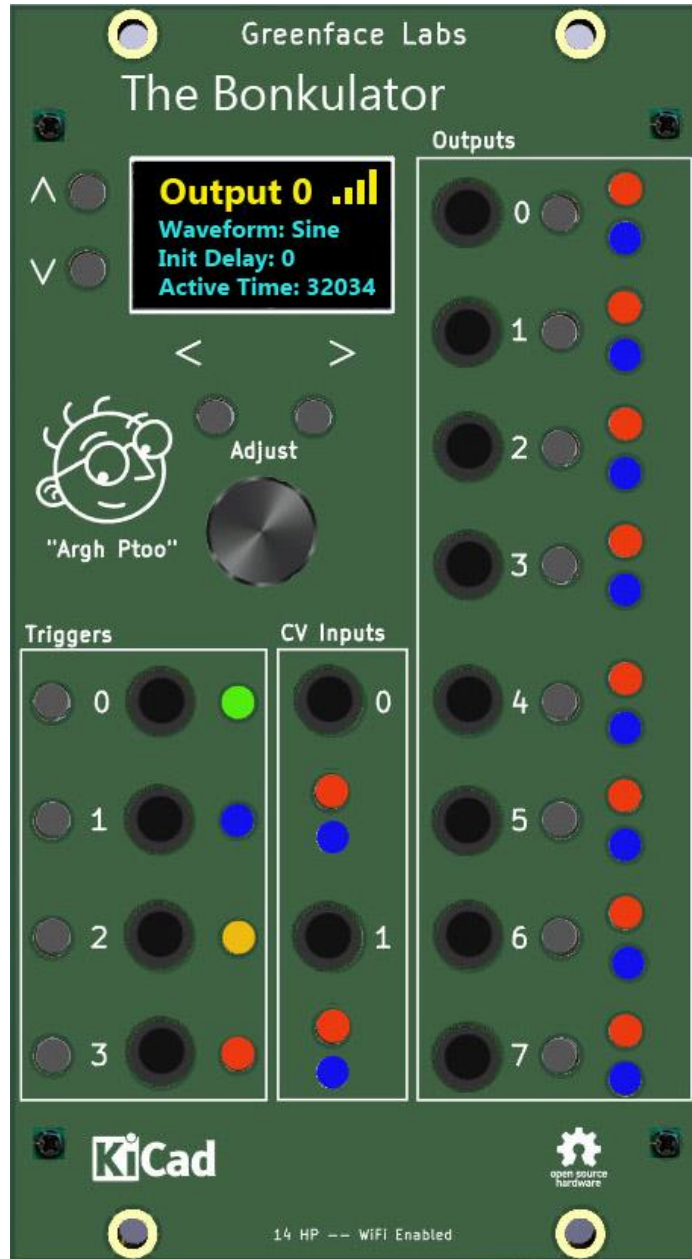 Greenface Labs
The Bonkulator
Outputs
Output 0
Waveform: Sine
Init Delay: 0
Active Time: 32034
∧
∨
< >
Adjust
"Argh Ptoo"
0
1
2
3
4
5
6
7
Triggers
0
1
2
3
CV Inputs
0
1
KiCad
open source
hardware
14 HP -- WiFi Enabled